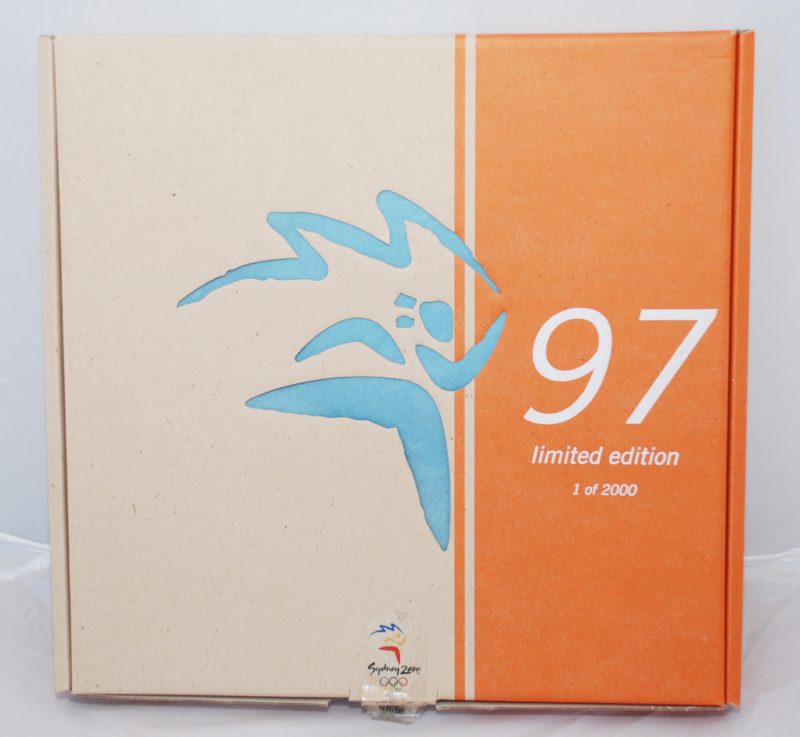 97
limited edition
1 of 2000
Sydney 2000
white